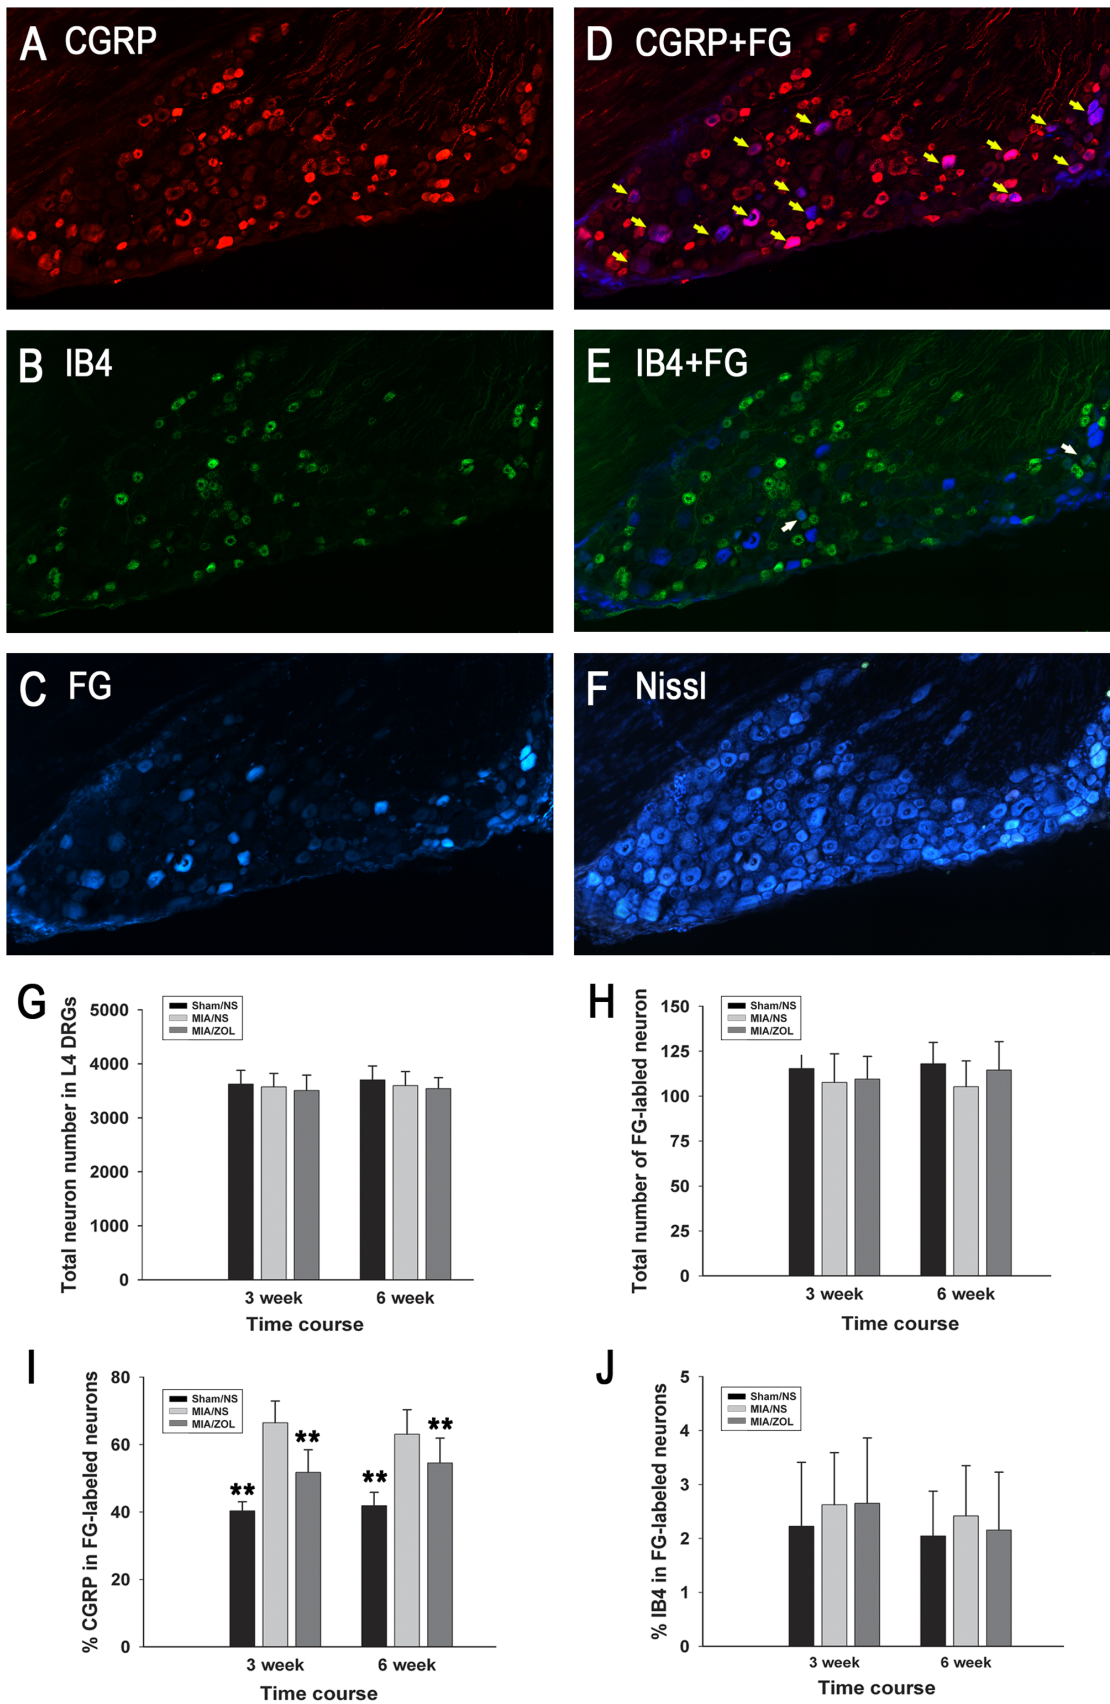 A CGRP
D CGRP+FG
B IB4
E IB4+FG
C FG
F Nissl
G
Total neuron number in L4 DRGs
5000
4000
3000
2000
1000
0
Sham/NS
MIA/NS
MIA/ZOL
3 week
6 week
Time course
H
Total number of FG-labled neuron
150
125
100
75
50
25
0
Sham/NS
MIA/NS
MIA/ZOL
3 week
6 week
Time course
I
% CGRP in FG-labeled neurons
80
60
40
20
0
Sham/NS
MIA/NS
MIA/ZOL
**
**
**
**
3 week
6 week
Time course
J
% IB4 in FG-labeled neurons
5
4
3
2
1
0
Sham/NS
MIA/NS
MIA/ZOL
3 week
6 week
Time course